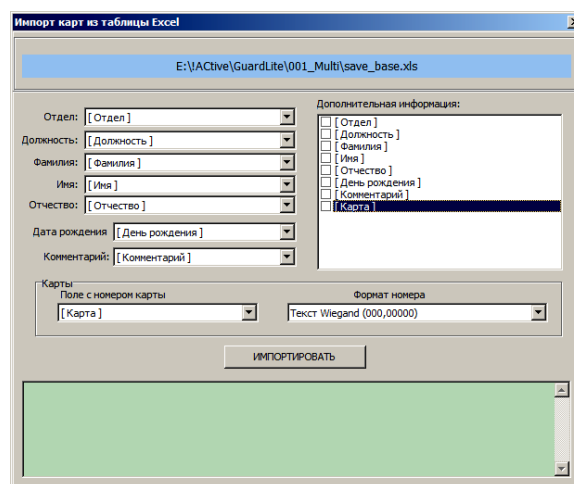 Импорт карт из таблицы Excel
E:\!ACtive\GuardLite\001_Multi\save_base.xls
Отдел: [ Отдел ]
Должность: [ Должность ]
Фамилия: [ Фамилия ]
Имя: [ Имя ]
Отчество: [ Отчество ]
Дата рождения [ День рождения ]
Комментарий: [ Комментарий ]
Дополнительная информация:
[ Отдел ]
[ Должность ]
[ Фамилия ]
[ Имя ]
[ Отчество ]
[ День рождения ]
[ Комментарий ]
[ Карта ]
Карты
Поле с номером карты
[ Карта ]
Формат номера
Текст Wiegand (000,00000)
ИМПОРТИРОВАТЬ